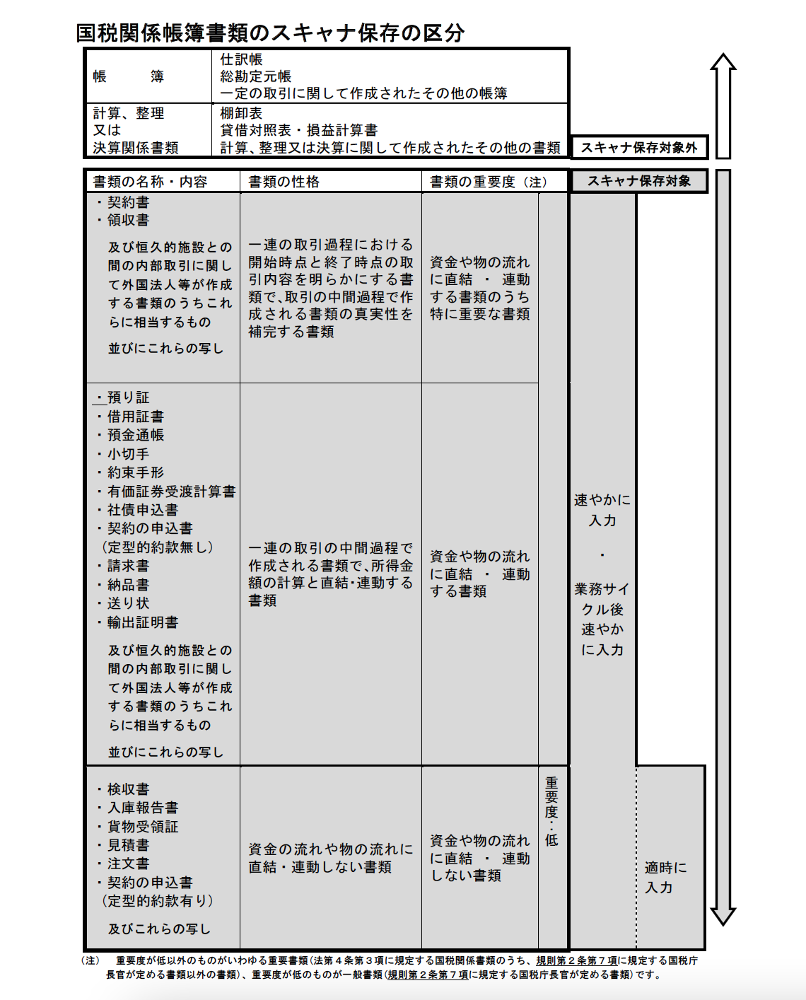 国税関係帳簿書類のスキャナ保存の区分
帳　　　簿
仕訳帳
総勘定元帳
一定の取引に関して作成されたその他の帳簿
計算、整理
又は
決算関係書類
棚卸表
貸借対照表・損益計算書
計算、整理又は決算に関して作成されたその他の書類
スキャナ保存対象外
書類の名称・内容
書類の性格
書類の重要度（注）
スキャナ保存対象
・契約書
・領収書
及び恒久的施設との
間の内部取引に関し
て外国法人等が作成
する書類のうちこれ
らに相当するもの
並びにこれらの写し
一連の取引過程における
開始時点と終了時点の取
引内容を明らかにする書
類で、取引の中間過程で作
成される書類の真実性を
補完する書類
資金や物の流れ
に直結 ・ 連動
する書類のうち
特に重要な書類
・預り証
・借用証書
・預金通帳
・小切手
・約束手形
・有価証券受渡計算書
・社債申込書
・契約の申込書
（定型的約款無し）
・請求書
・納品書
・送り状
・輸出証明書
及び恒久的施設との
間の内部取引に関し
て外国法人等が作成
する書類のうちこれ
らに相当するもの
並びにこれらの写し
一連の取引の中間過程で
作成される書類で、所得金
額の計算と直結・連動する
書類
資金や物の流れ
に直結 ・ 連動
する書類
速やかに
入力
・
業務サイ
クル後
速やか
に入力
・検収書
・入庫報告書
・貨物受領証
・見積書
・注文書
・契約の申込書
（定型的約款有り）
及びこれらの写し
資金の流れや物の流れに
直結・連動しない書類
資金や物の流れ
に直結 ・ 連動
しない書類
重要度：低
適時に
入力
（注）　重要度が低以外のものがいわゆる重要書類（法第４条第３項に規定する国税関係書類のうち、規則第２条第７項に規定する国税庁
長官が定める書類以外の書類）、重要度が低のものが一般書類（規則第２条第７項に規定する国税庁長官が定める書類）です。